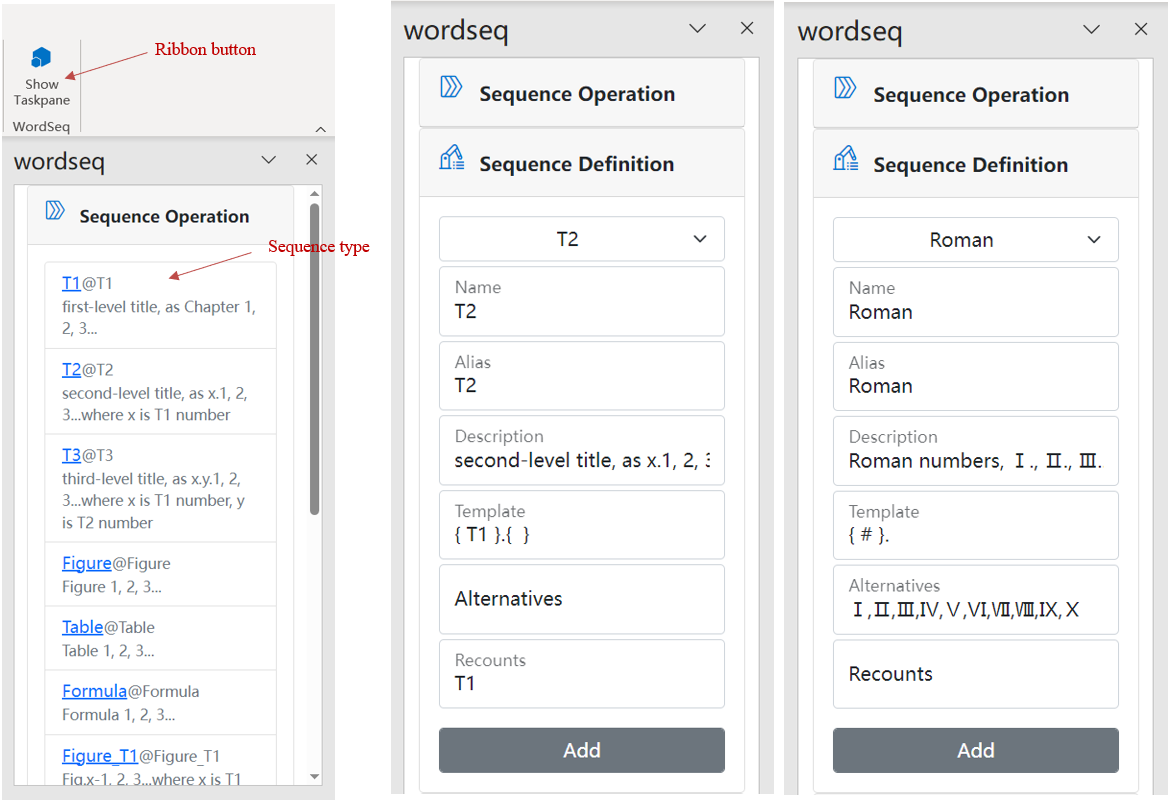 Ribbon button
Show
Taskpane
WordSeq
wordseq
Sequence Operation
Sequence type
T1@T1
first-level title, as Chapter 1,
2, 3...
T2@T2
second-level title, as x.1, 2,
3...where x is T1 number
T3@T3
third-level title, as x.y.1, 2,
3...where x is T1 number, y
is T2 number
Figure@Figure
Figure 1, 2, 3...
Table@Table
Table 1, 2, 3...
Formula@Formula
Formula 1, 2, 3...
Figure_T1@Figure_T1
Fig.x-1, 2, 3...where x is T1
wordseq
Sequence Operation
Sequence Definition
T2
Name
T2
Alias
T2
Description
second-level title, as x.1, 2, 3
Template
{ T1 }.{  }
Alternatives
Recounts
T1
Add
wordseq
Sequence Operation
Sequence Definition
Roman
Name
Roman
Alias
Roman
Description
Roman numbers, Ⅰ., Ⅱ., Ⅲ.
Template
{ # }.
Alternatives
Ⅰ,Ⅱ,Ⅲ,Ⅳ,Ⅴ,Ⅵ,Ⅶ,Ⅷ,Ⅸ,Ⅹ
Recounts
Add